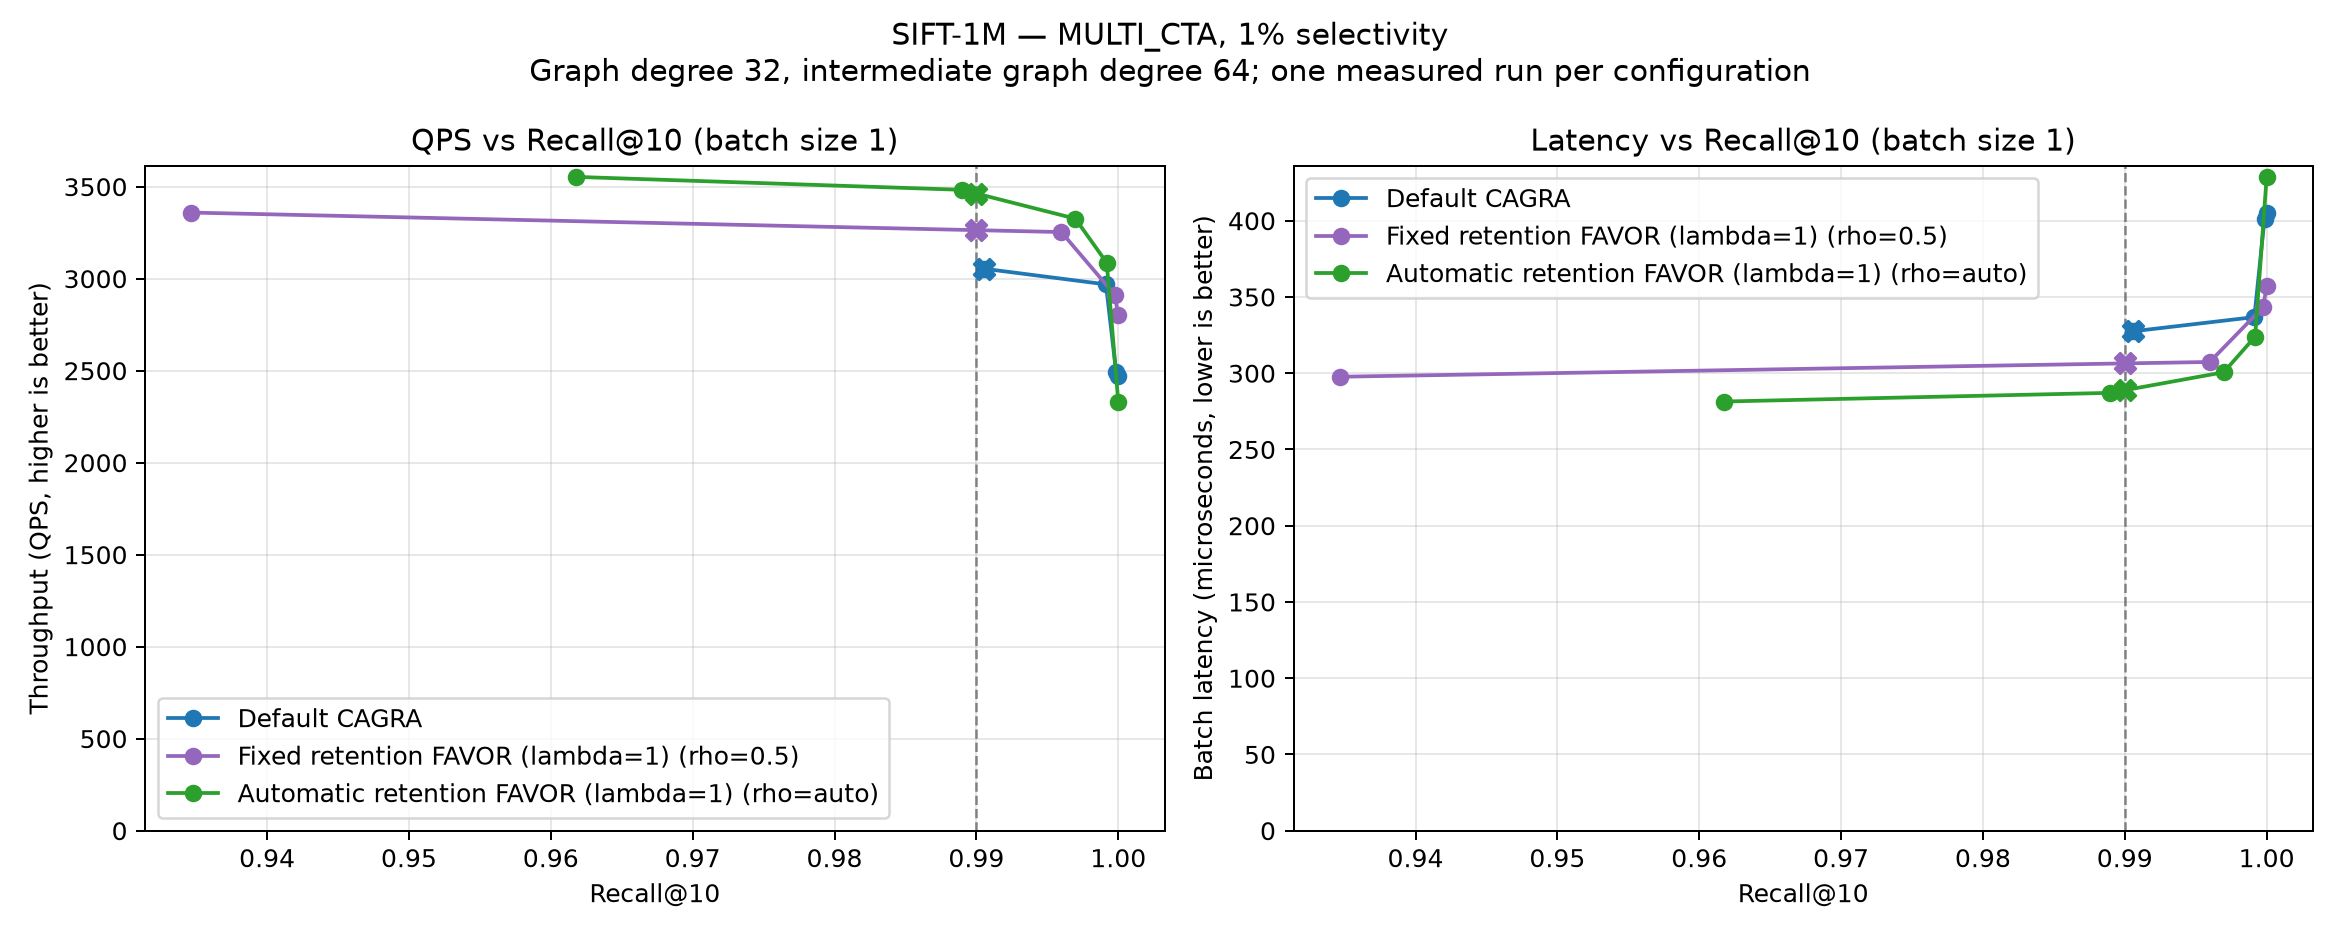 SIFT-1M — MULTI_CTA, 1% selectivity
Graph degree 32, intermediate graph degree 64; one measured run per configuration
QPS vs Recall@10 (batch size 1)
Throughput (QPS, higher is better)
3500
3000
2500
2000
1500
1000
500
0
Default CAGRA
Fixed retention FAVOR (lambda=1) (rho=0.5)
Automatic retention FAVOR (lambda=1) (rho=auto)
0.94 0.95 0.96 0.97 0.98 0.99 1.00
Recall@10
Latency vs Recall@10 (batch size 1)
Batch latency (microseconds, lower is better)
400
350
300
250
200
150
100
50
0
Default CAGRA
Fixed retention FAVOR (lambda=1) (rho=0.5)
Automatic retention FAVOR (lambda=1) (rho=auto)
0.94 0.95 0.96 0.97 0.98 0.99 1.00
Recall@10